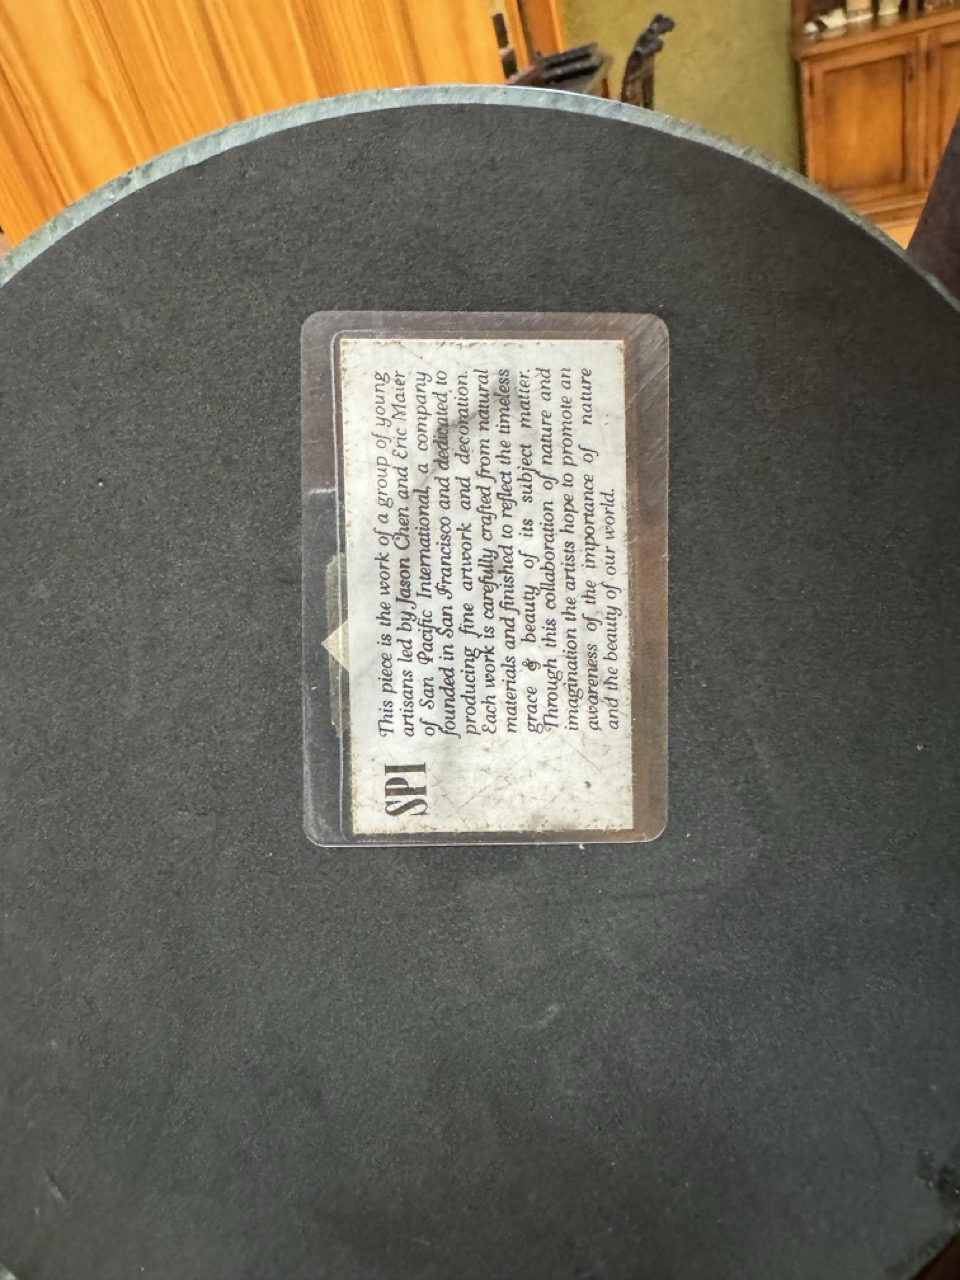 SPI
This piece is the work of a group of young
artisans led by Jason Chen and Eric Maier
of San Pacific International, a company
founded in San Francisco and dedicated to
producing fine artwork and decoration.
Each work is carefully crafted from natural
materials and finished to reflect the timeless
grace & beauty of its subject matter.
Through this collaboration of nature and
imagination the artists hope to promote an
awareness of the importance of nature
and the beauty of our world.